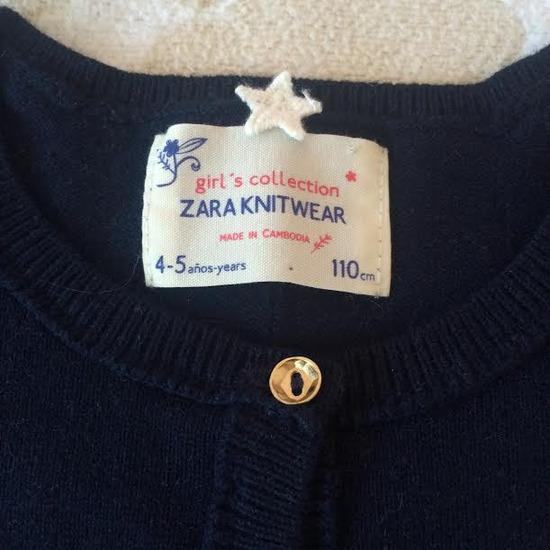 girl's collection
ZARA KNITWEAR
MADE IN CAMBODIA
4-5 años-years 110cm